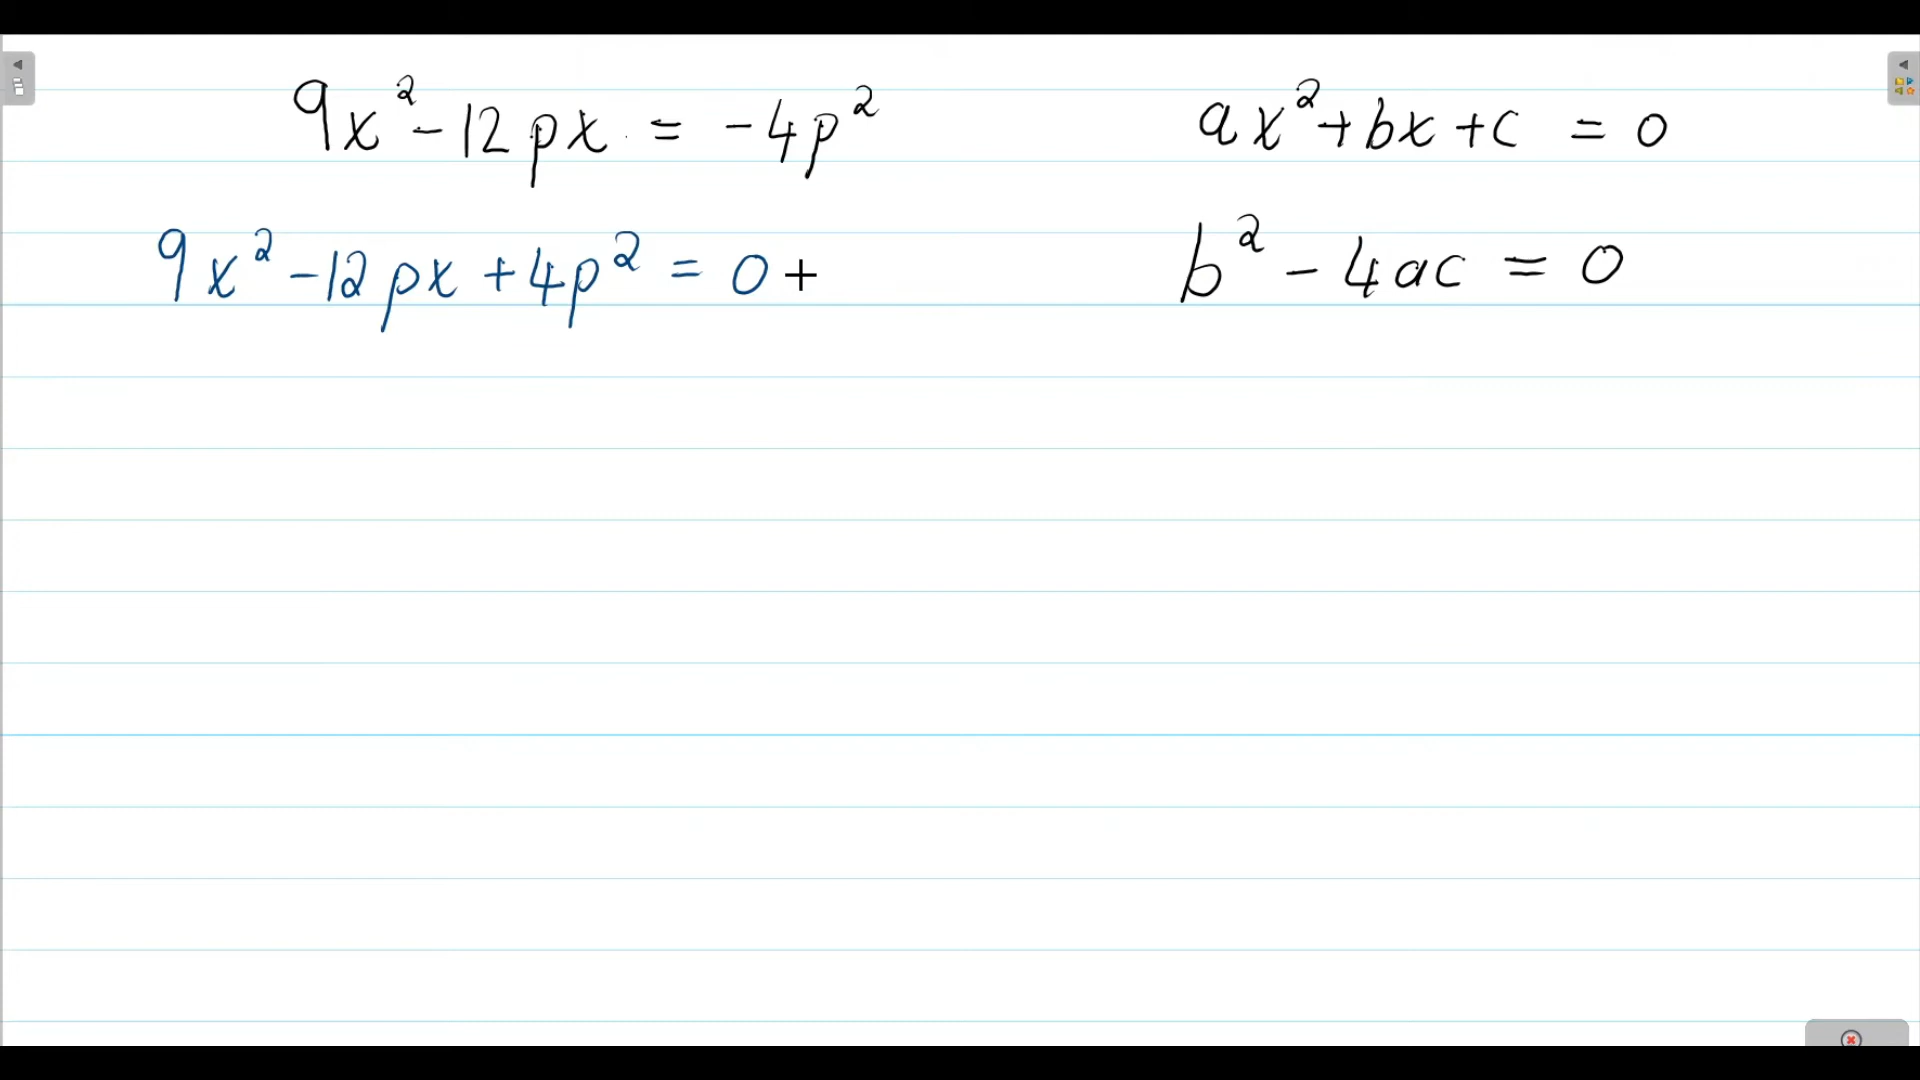 9x² - 12px = -4p²
ax² + bx + c = 0
9x² - 12px + 4p² = 0
b² - 4ac = 0